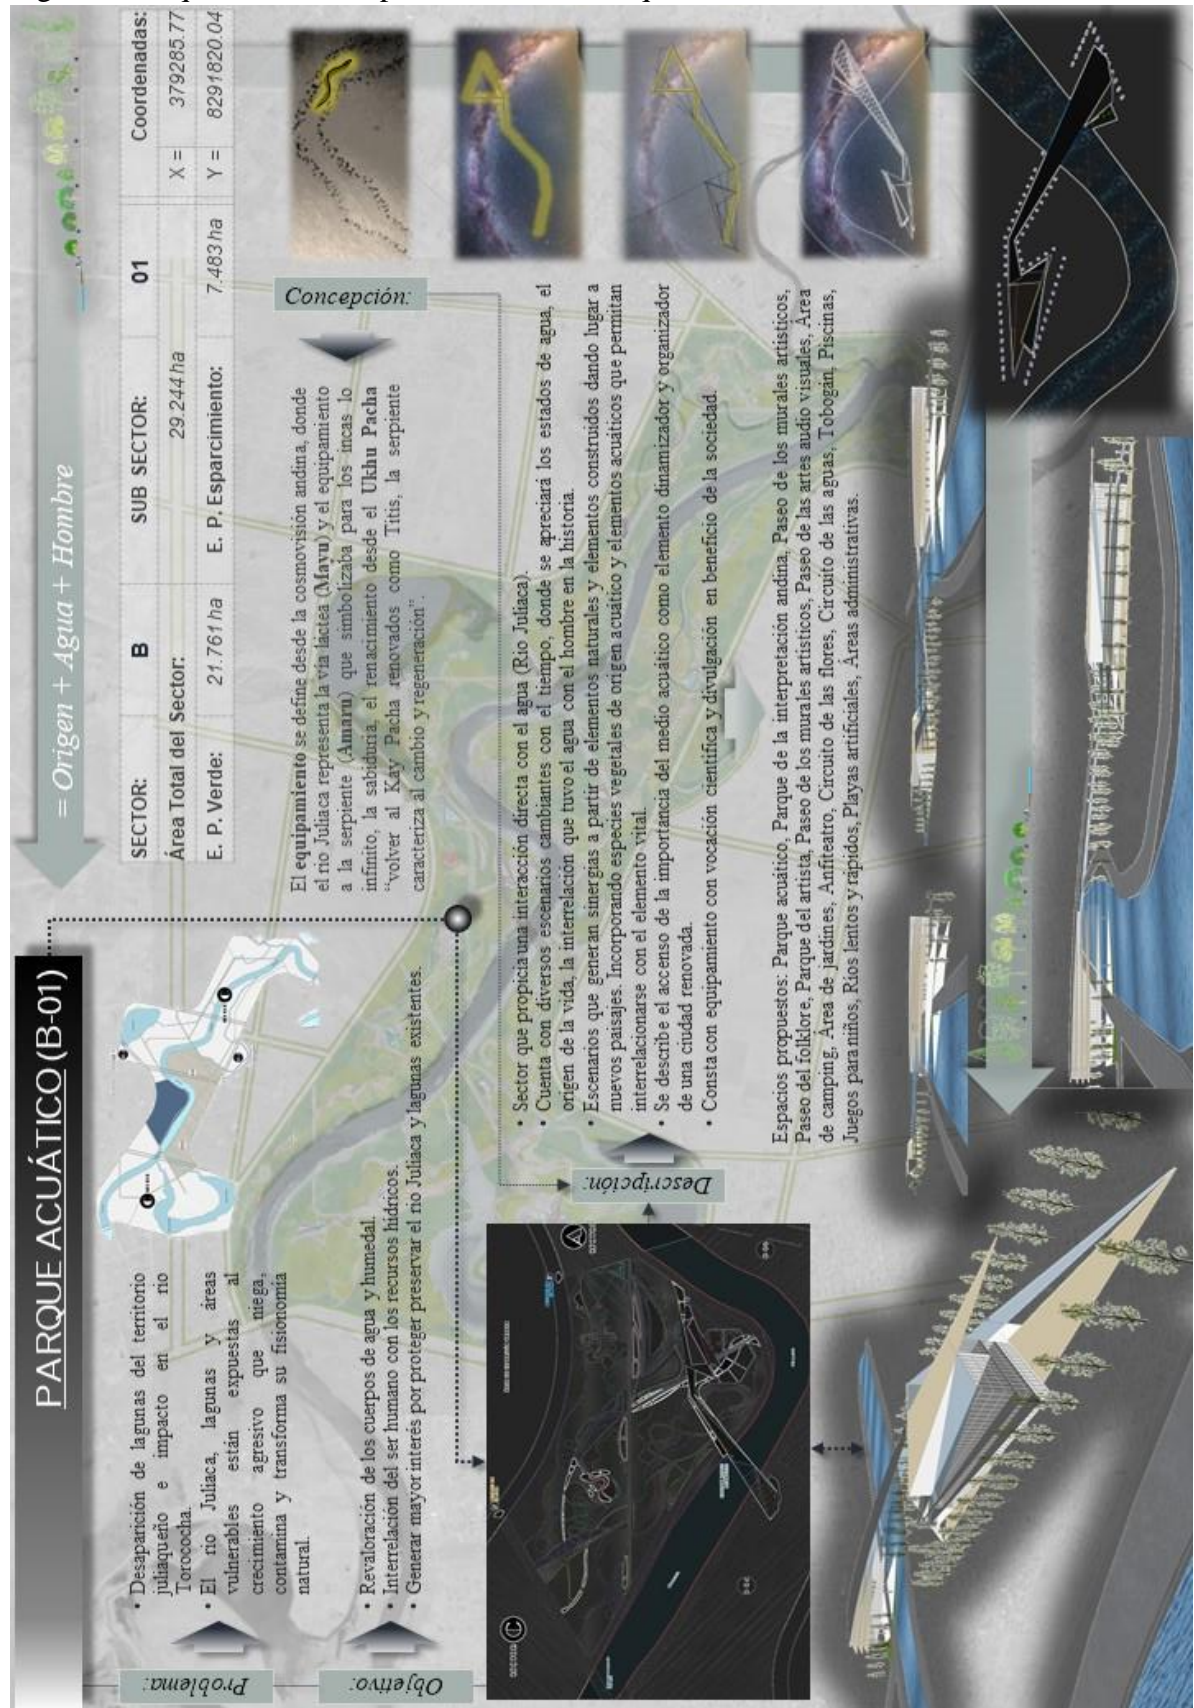 PARQUE ACUÁTICO (B-01)
= Origen + Agua + Hombre
Problema:
• Desaparición de lagunas del territorio
juliaqueño e impacto en el rio
Torococha.
• El rio Juliaca, lagunas y áreas
vulnerables están expuestas al
crecimiento agresivo que niega,
contamina y transforma su fisionomía
natural.
Objetivo:
• Revaloración de los cuerpos de agua y humedal.
• Interrelación del ser humano con los recursos hídricos.
• Generar mayor interés por proteger preservar el rio Juliaca y lagunas existentes.
SECTOR: B SUB SECTOR: 01 Coordenadas:
Área Total del Sector: 29.244 ha X = 379285.77
E. P. Verde: 21.761 ha E. P. Esparcimiento: 7.483 ha Y = 8291820.04
El equipamiento se define desde la cosmovisión andina, donde
el rio Juliaca representa la vía láctea (Mayu) y el equipamiento
a la serpiente (Amaru) que simbolizaba para los incas lo
infinito, la sabiduría, el renacimiento desde el Ukhu Pacha
“volver al Kay Pacha renovados como Titis, la serpiente
caracteriza al cambio y regeneración”.
Concepción:
Descripción:
• Sector que propicia una interacción directa con el agua (Rio Juliaca).
• Cuenta con diversos escenarios cambiantes con el tiempo, donde se apreciará los estados de agua, el
origen de la vida, la interrelación que tuvo el agua con el hombre en la historia.
• Escenarios que generan sinergias a partir de elementos naturales y elementos construidos dando lugar a
nuevos paisajes. Incorporando especies vegetales de origen acuático y elementos acuáticos que permitan
interrelacionarse con el elemento vital.
• Se describe el accenso de la importancia del medio acuático como elemento dinamizador y organizador
de una ciudad renovada.
• Consta con equipamiento con vocación científica y divulgación en beneficio de la sociedad.
Espacios propuestos: Parque acuático, Parque de la interpretación andina, Paseo de los murales artísticos,
Paseo del folklore, Parque del artista, Paseo de los murales artísticos, Paseo de las artes audio visuales, Área
de camping, Área de jardines, Anfiteatro, Circuito de las flores, Circuito de las aguas, Tobogán, Piscinas,
Juegos para niños, Ríos lentos y rápidos, Playas artificiales, Áreas administrativas.